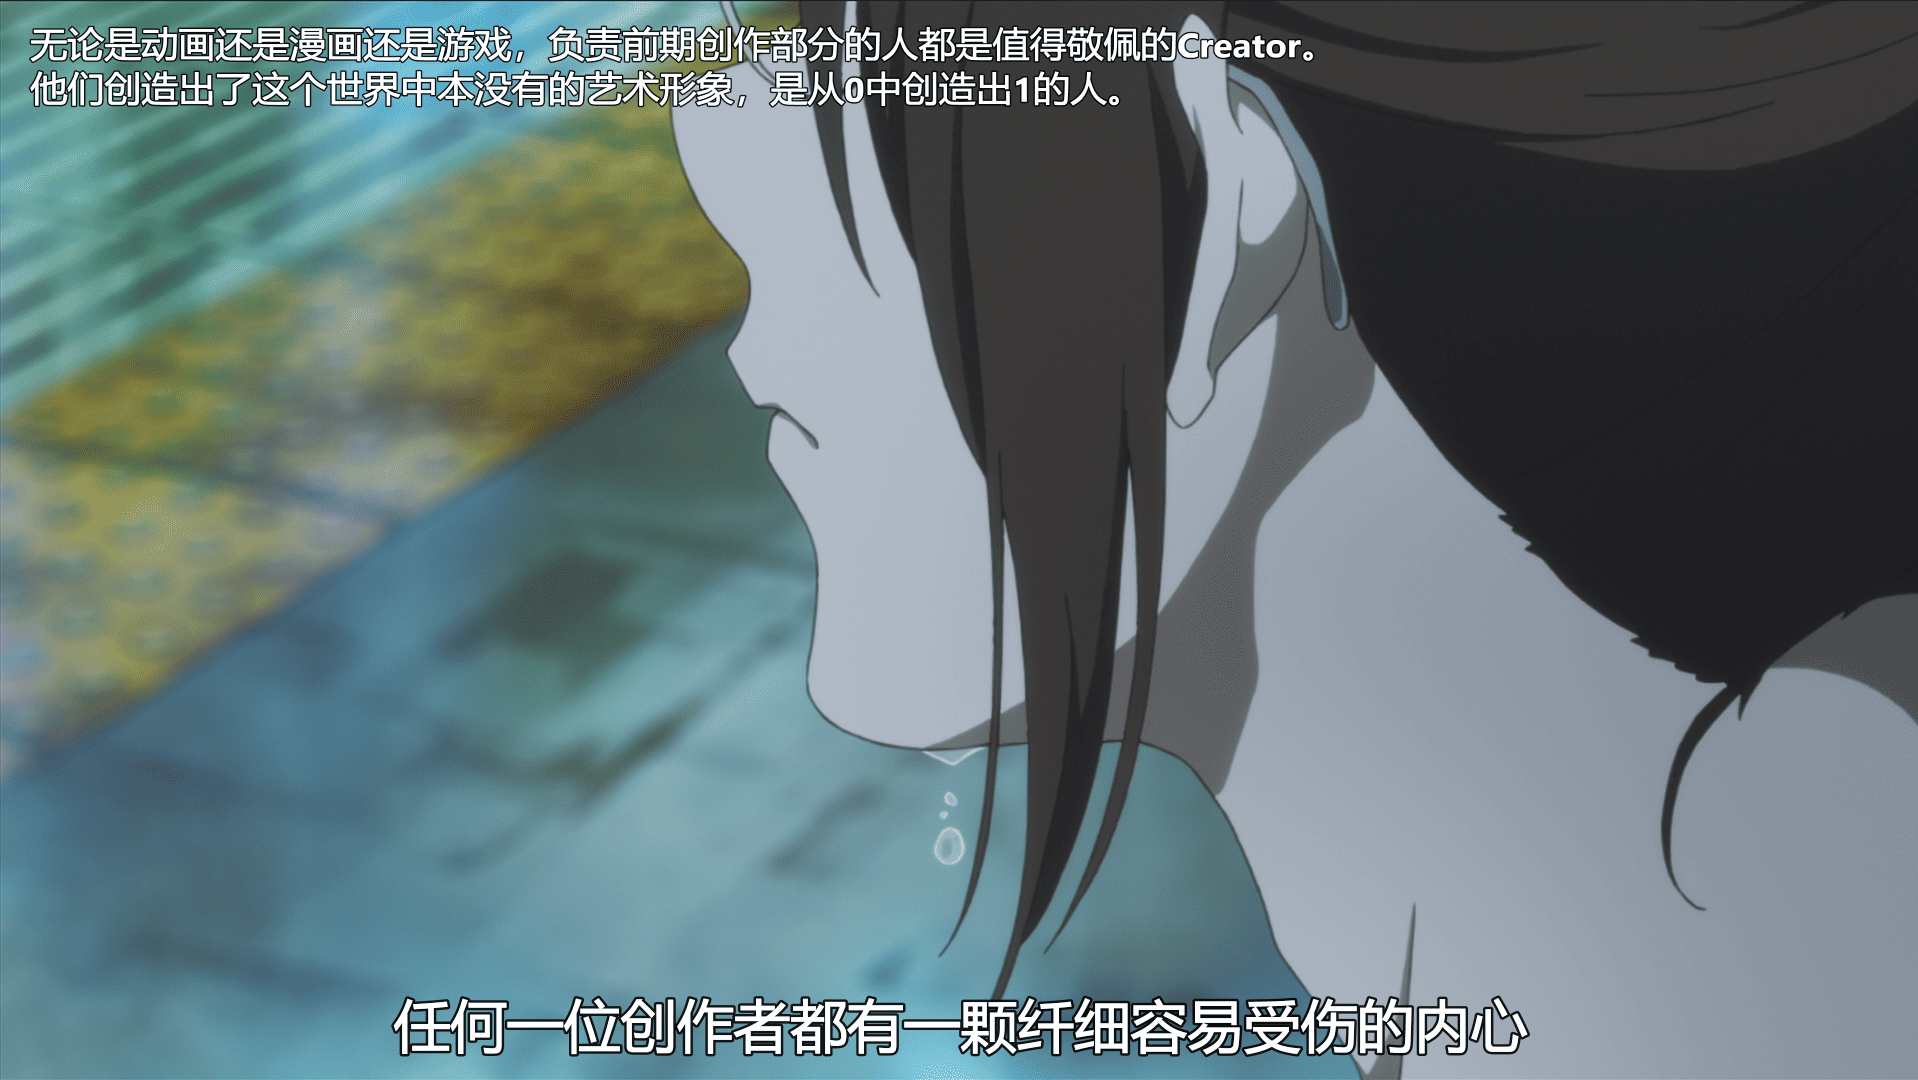 无论是动画还是漫画还是游戏，负责前期创作部分的人都是值得敬佩的Creator。
他们创造出了这个世界中本没有的艺术形象，是从0中创造出1的人。
任何一位创作者都有一颗纤细容易受伤的内心